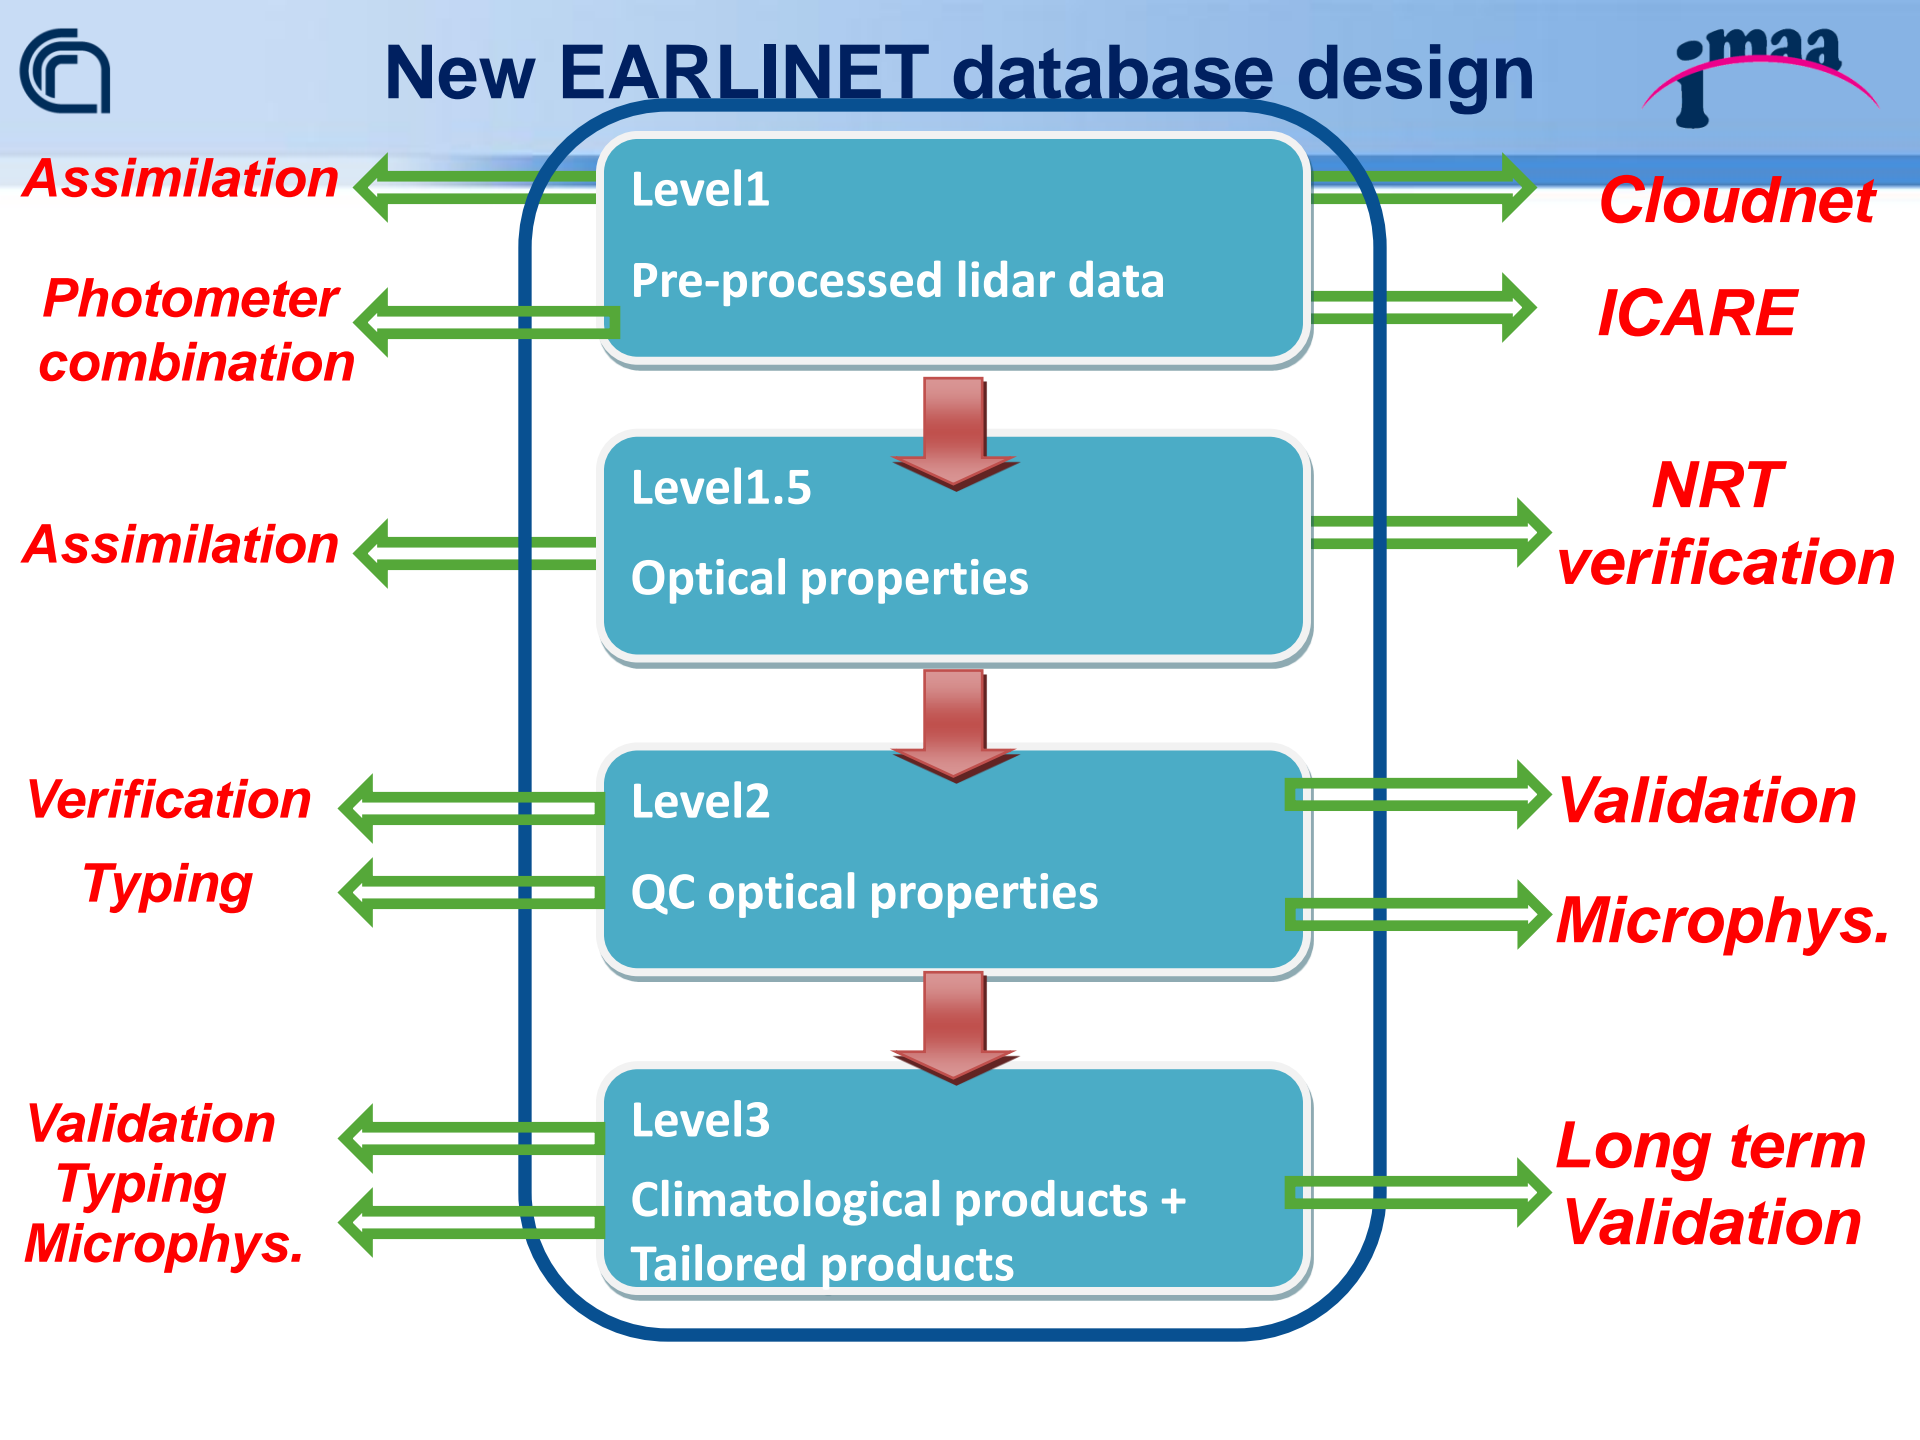 New EARLINET database design
imaa
Assimilation
Photometer
combination
Level1
Pre-processed lidar data
Cloudnet
ICARE
Assimilation
Level1.5
Optical properties
NRT
verification
Verification
Typing
Level2
QC optical properties
Validation
Microphys.
Validation
Typing
Microphys.
Level3
Climatological products +
Tailored products
Long term
Validation